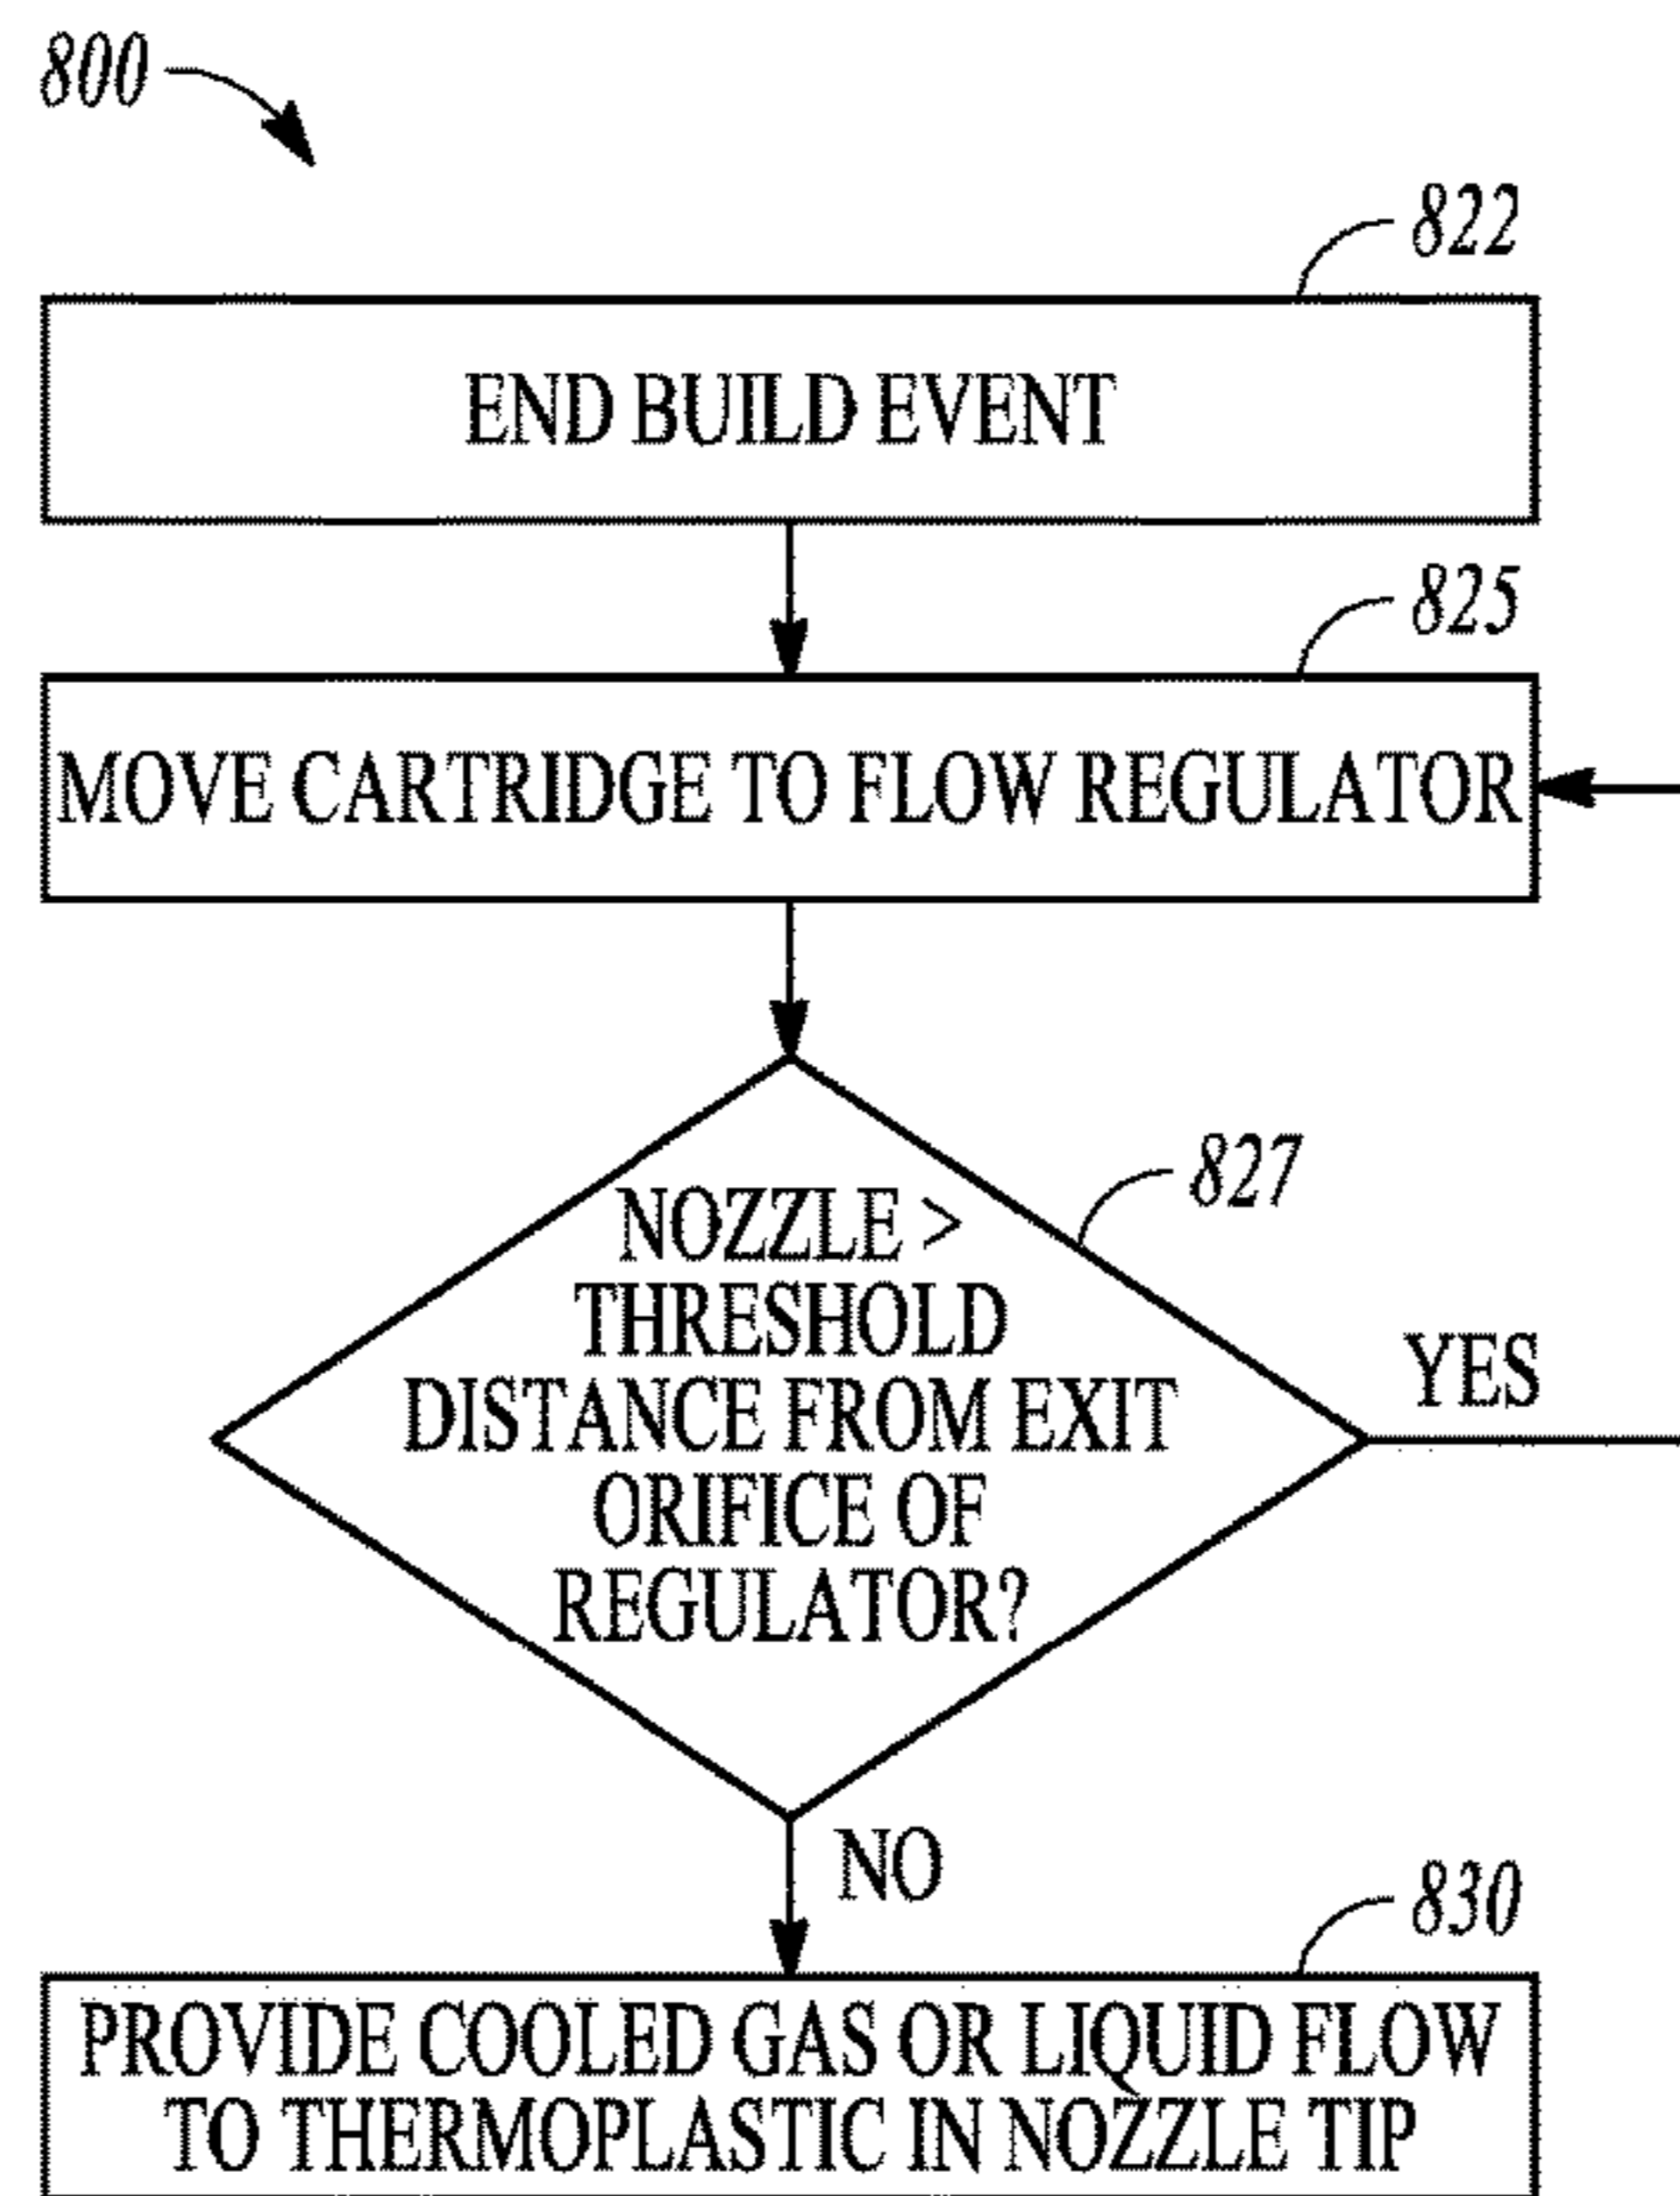 800
822
END BUILD EVENT
825
MOVE CARTRIDGE TO FLOW REGULATOR
827
NOZZLE >
THRESHOLD
DISTANCE FROM EXIT
ORIFICE OF
REGULATOR?
YES
NO
830
PROVIDE COOLED GAS OR LIQUID FLOW
TO THERMOPLASTIC IN NOZZLE TIP